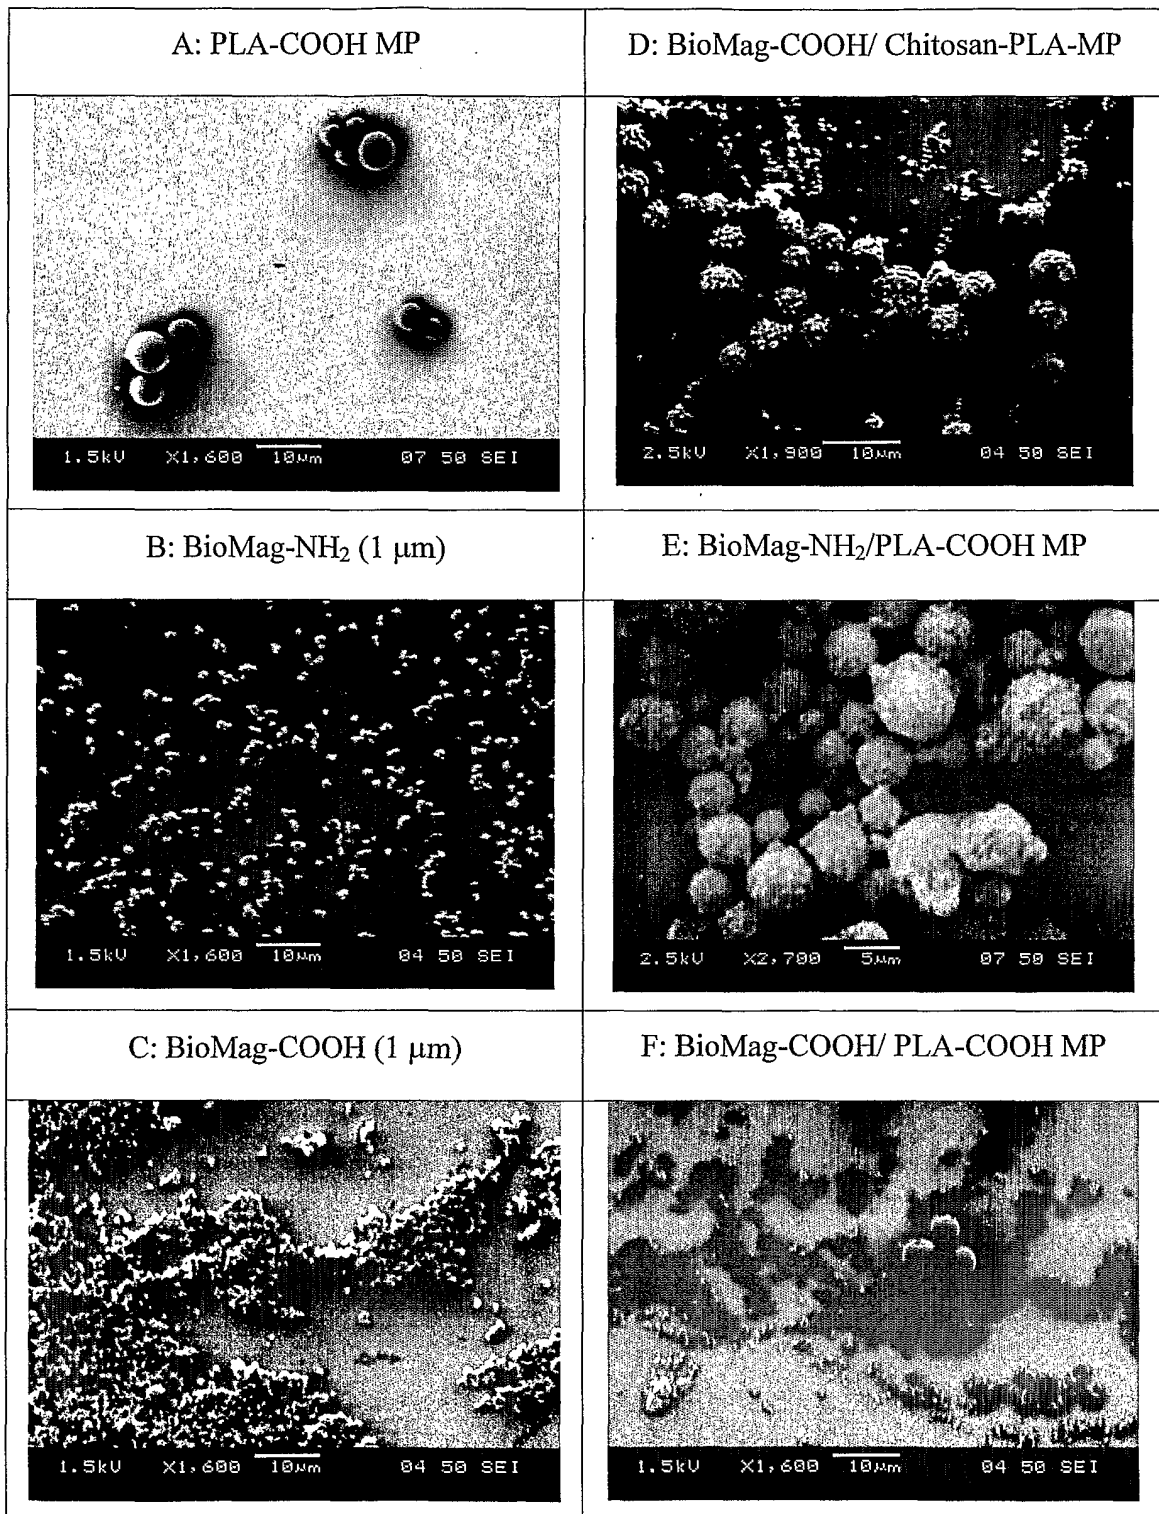 A: PLA-COOH MP
D: BioMag-COOH/ Chitosan-PLA-MP
1.5kV X1,600 10μm 07 50 SEI
2.5kV X1,900 10μm 04 50 SEI
B: BioMag-NH₂ (1 μm)
E: BioMag-NH₂/PLA-COOH MP
1.5kV X1,600 10μm 04 50 SEI
2.5kV X2,700 5μm 07 50 SEI
C: BioMag-COOH (1 μm)
F: BioMag-COOH/ PLA-COOH MP
1.5kV X1,600 10μm 04 50 SEI
1.5kV X1,600 10μm 04 50 SEI